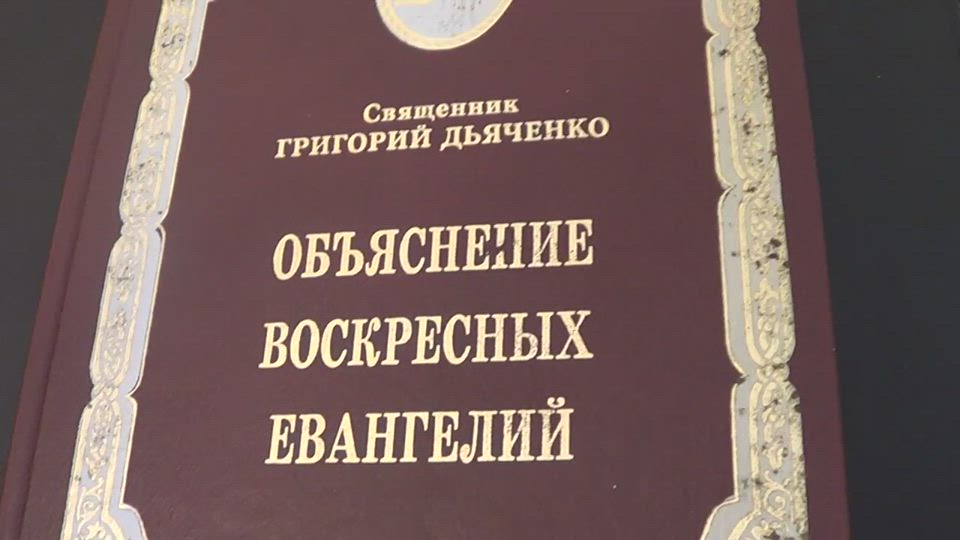 Священник
ГРИГОРИЙ ДЬЯЧЕНКО
ОБЪЯСНЕНИЕ
ВОСКРЕСНЫХ
ЕВАНГЕЛИЙ